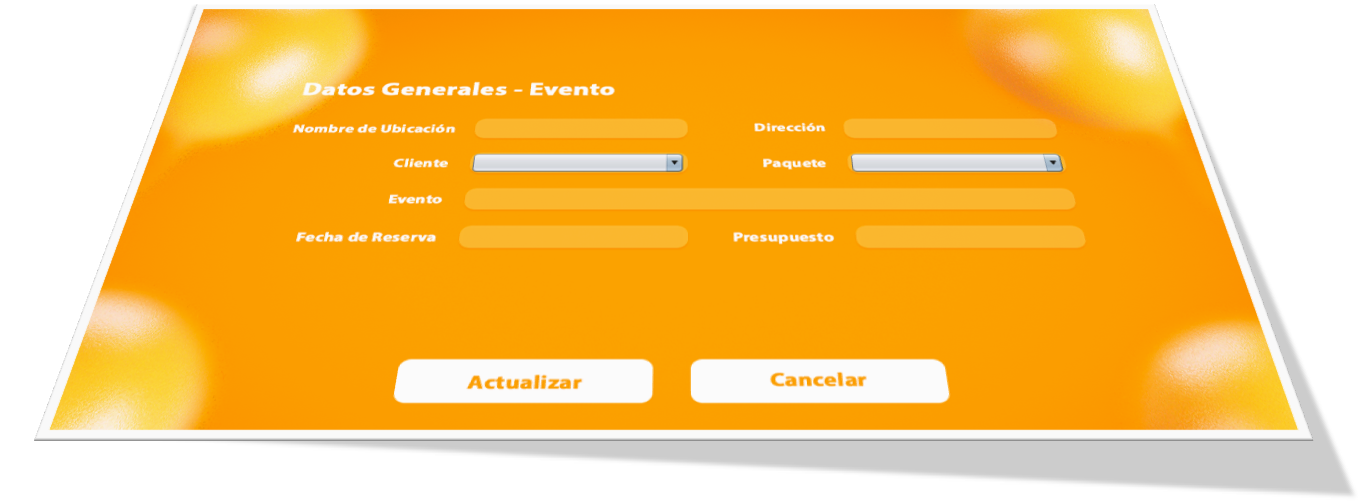 Datos Generales - Evento
Nombre de Ubicación Dirección
Cliente Paquete
Evento
Fecha de Reserva Presupuesto
Actualizar Cancelar